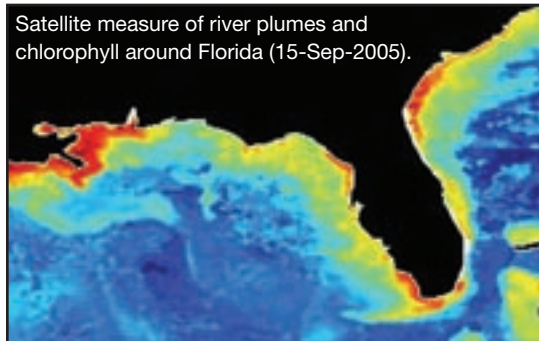 Satellite measure of river plumes and
chlorophyll around Florida (15-Sep-2005).